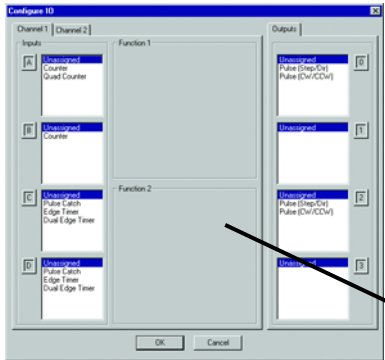 Configure IO
Channel 1 Channel 2 Outputs
Inputs
Function 1
A
Unassigned
Counter
Quad Counter
0
Unassigned
Pulse (Step/Dir)
Pulse (CW/CCW)
B
Unassigned
Counter
Unassigned
1
C
Unassigned
Pulse Catch
Edge Timer
Dual Edge Timer
Function 2
Unassigned
Pulse (Step/Dir)
Pulse (CW/CCW)
2
D
Unassigned
Pulse Catch
Edge Timer
Dual Edge Timer
Unassigned
3
OK Cancel